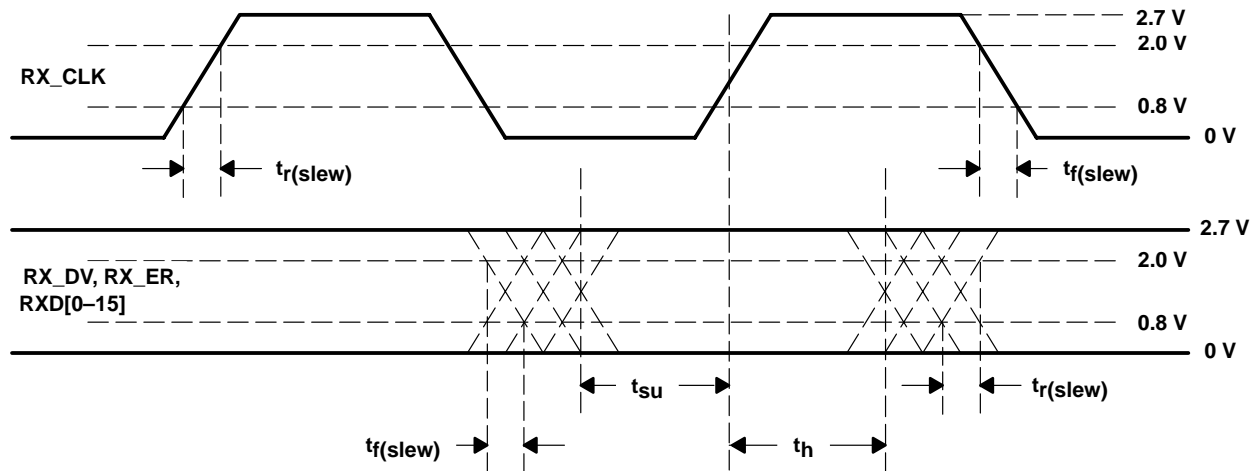 2.7 V
2.0 V
RX_CLK
0.8 V
0 V
tr(slew)
tf(slew)
2.7 V
RX_DV, RX_ER,
RXD[0–15]
2.0 V
0.8 V
0 V
tsu
tr(slew)
tf(slew)
th